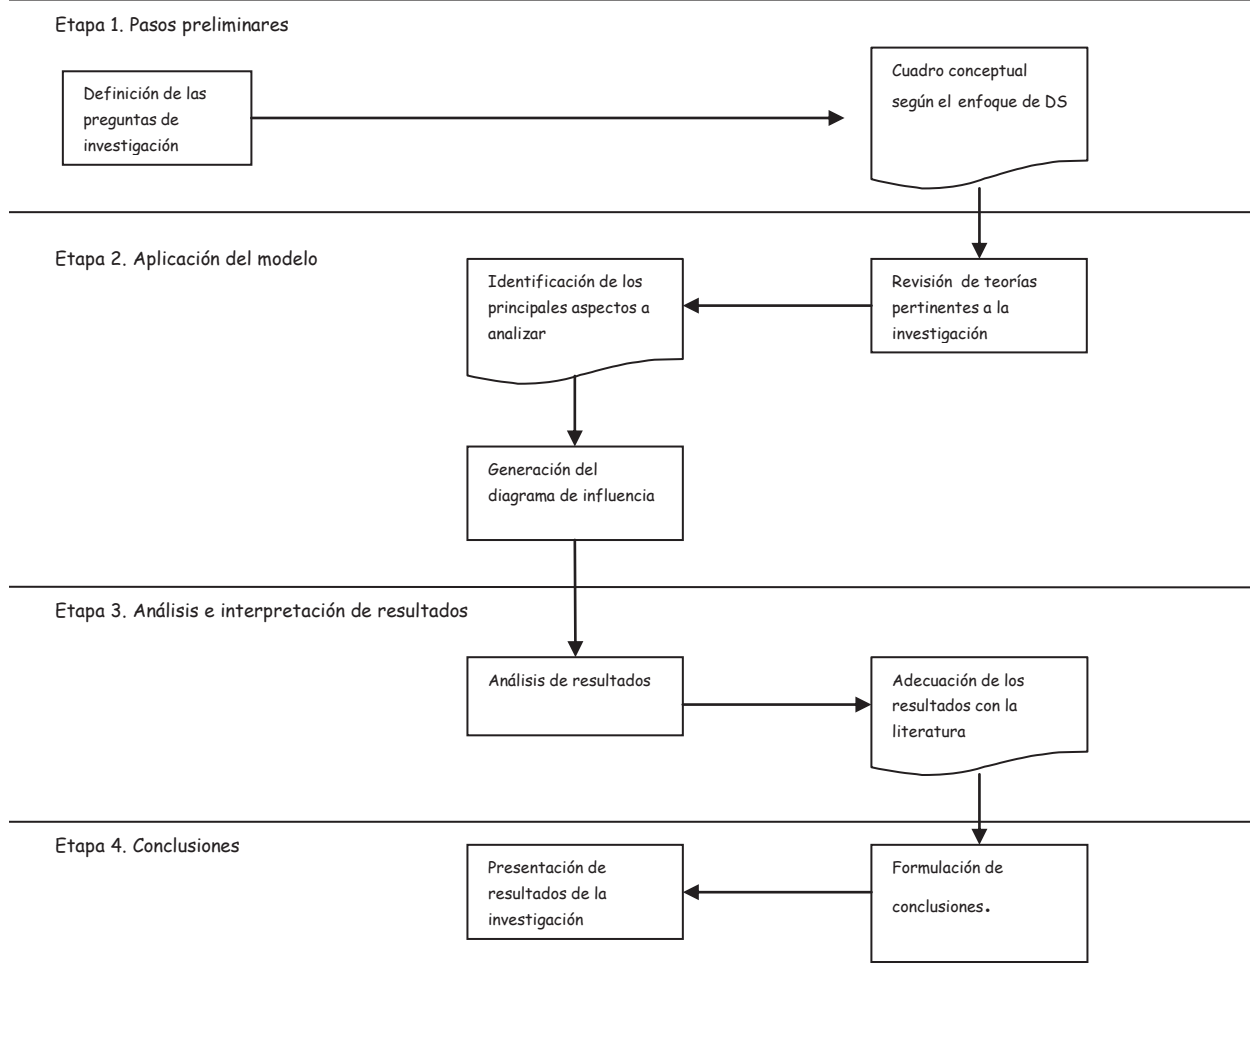 Etapa 1. Pasos preliminares
Definición de las
preguntas de
investigación
Cuadro conceptual
según el enfoque de DS
Etapa 2. Aplicación del modelo
Identificación de los
principales aspectos a
analizar
Revisión de teorías
pertinentes a la
investigación
Generación del
diagrama de influencia
Etapa 3. Análisis e interpretación de resultados
Análisis de resultados
Adecuación de los
resultados con la
literatura
Etapa 4. Conclusiones
Presentación de
resultados de la
investigación
Formulación de
conclusiones.